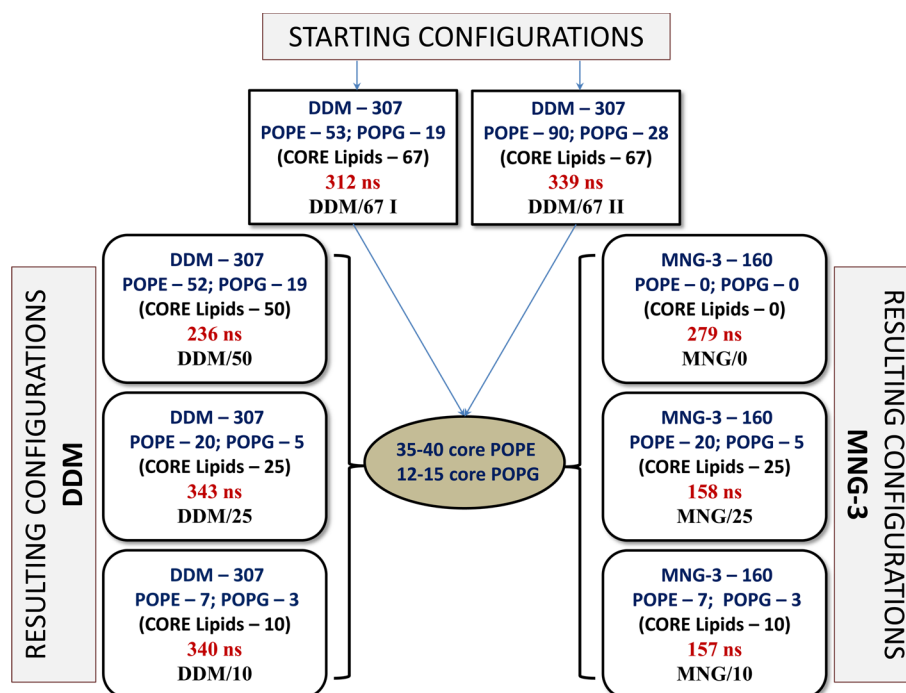 STARTING CONFIGURATIONS
DDM – 307
POPE – 53; POPG – 19
(CORE Lipids – 67)
312 ns
DDM/67 I
DDM – 307
POPE – 90; POPG – 28
(CORE Lipids – 67)
339 ns
DDM/67 II
RESULTING CONFIGURATIONS
DDM
DDM – 307
POPE – 52; POPG – 19
(CORE Lipids – 50)
236 ns
DDM/50
DDM – 307
POPE – 20; POPG – 5
(CORE Lipids – 25)
343 ns
DDM/25
DDM – 307
POPE – 7; POPG – 3
(CORE Lipids – 10)
340 ns
DDM/10
35-40 core POPE
12-15 core POPG
MNG-3 – 160
POPE – 0; POPG – 0
(CORE Lipids – 0)
279 ns
MNG/0
MNG-3 – 160
POPE – 20; POPG – 5
(CORE Lipids – 25)
158 ns
MNG/25
MNG-3 – 160
POPE – 7; POPG – 3
(CORE Lipids – 10)
157 ns
MNG/10
RESULTING CONFIGURATIONS
MNG-3